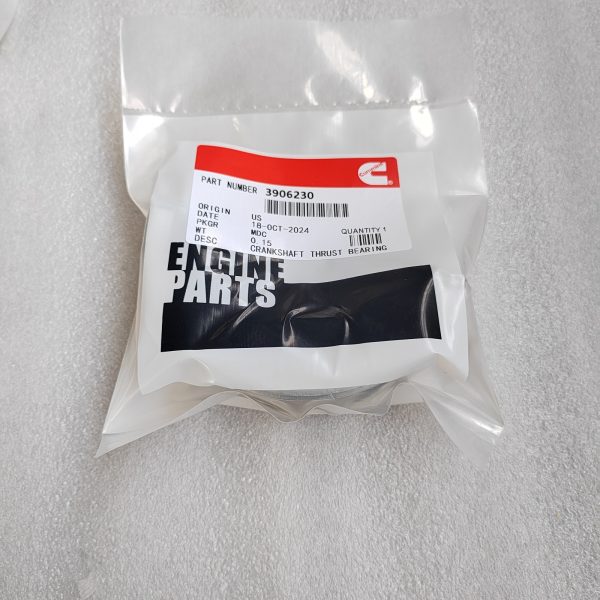 Cummins
PART NUMBER 3906230
ORIGIN US
DATE 18-OCT-2024 QUANTITY 1
PKGR MDC
WT 0.15
DESC CRANKSHAFT THRUST BEARING
ENGINE
PARTS